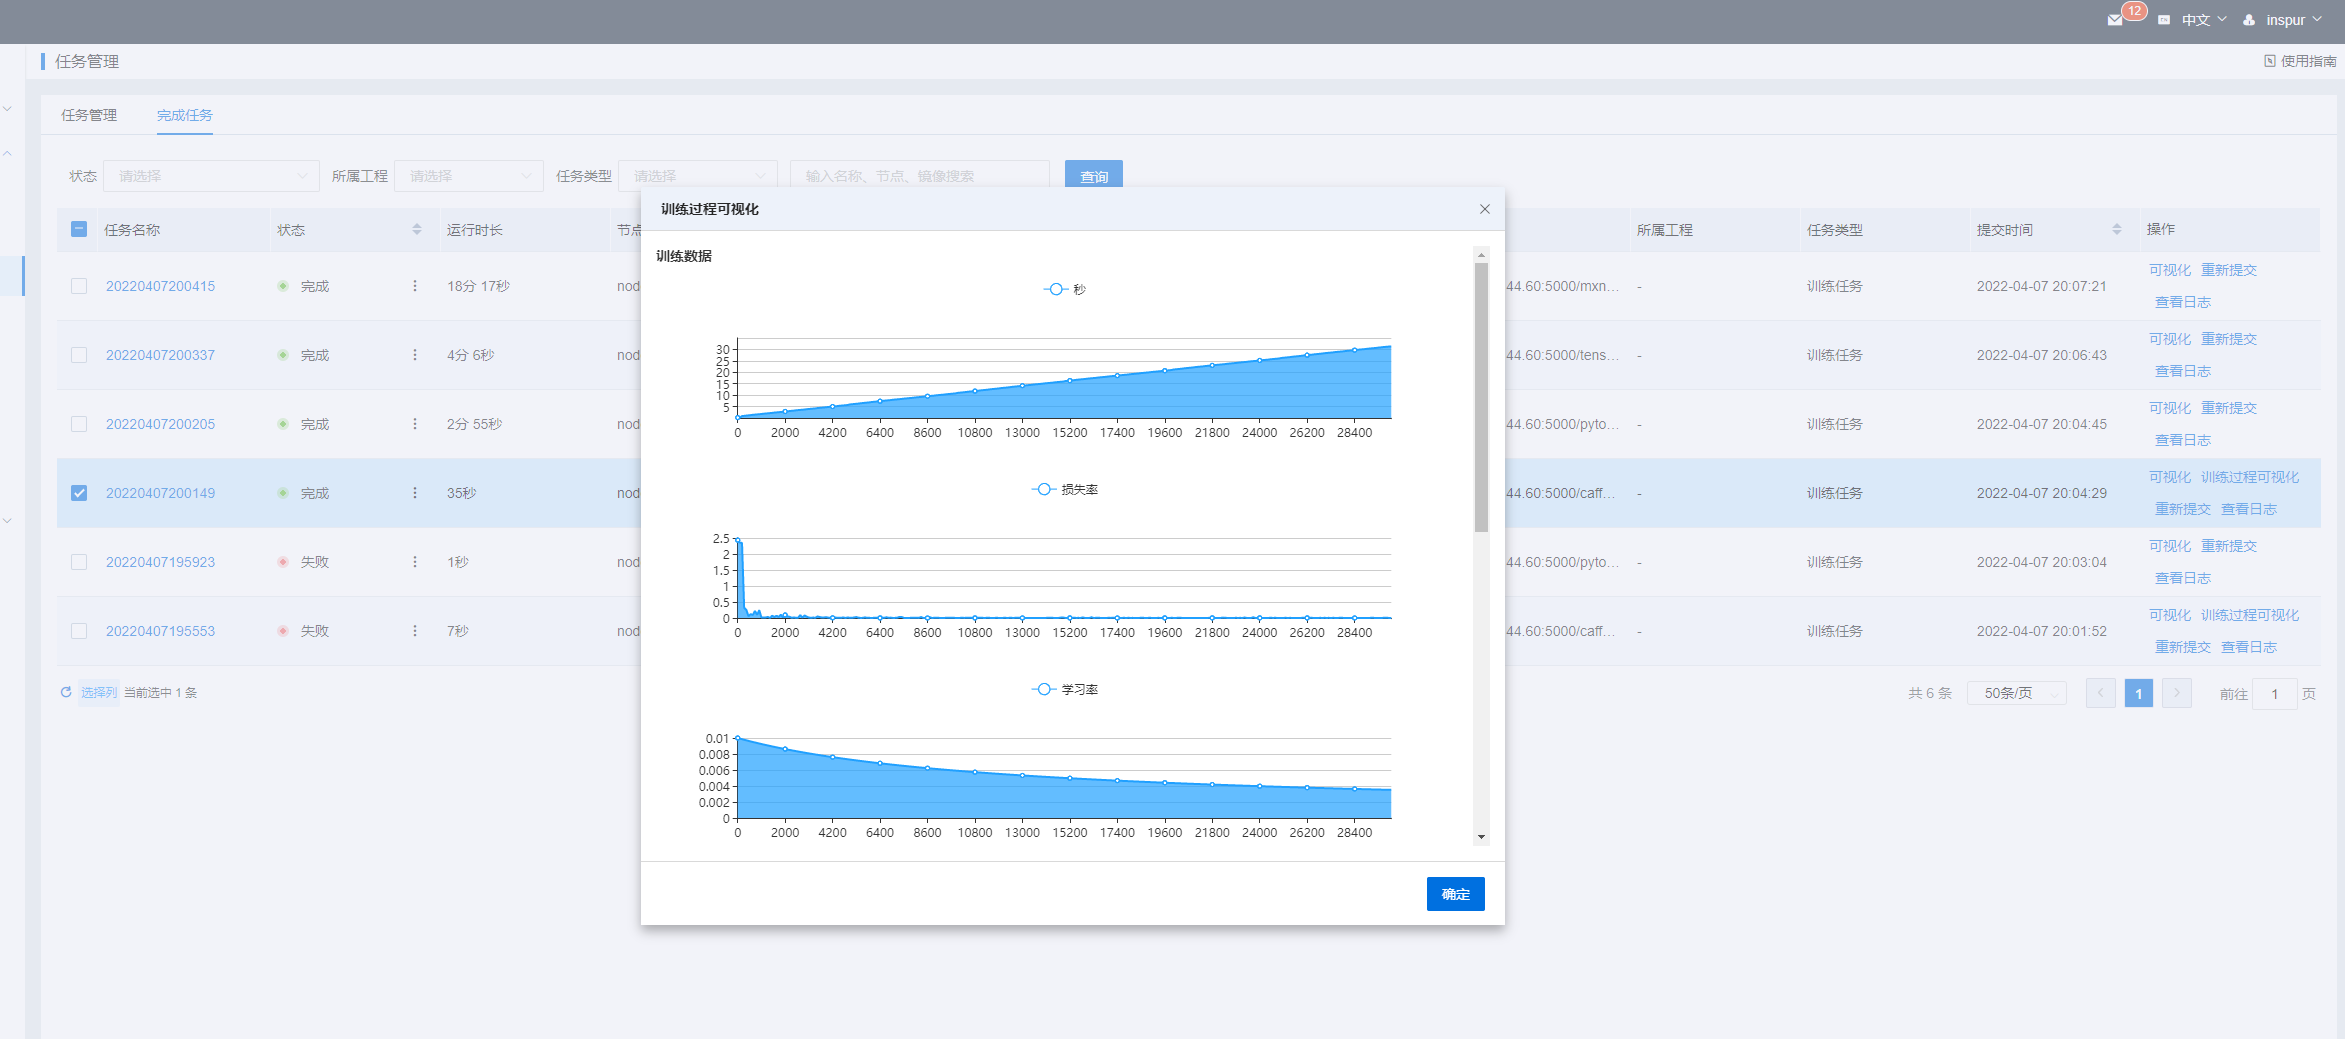 12 中文 inspur
任务管理 使用指南
任务管理 完成任务
状态 请选择 所属工程 请选择 任务类型 请选择 输入名称、节点、镜像搜索 查询
任务名称 状态 运行时长 节点 所属工程 任务类型 提交时间 操作
20220407200415 完成 18分 17秒 nod 44.60:5000/mxn... - 训练任务 2022-04-07 20:07:21 可视化 重新提交
查看日志
20220407200337 完成 4分 6秒 nod 44.60:5000/tens... - 训练任务 2022-04-07 20:06:43 可视化 重新提交
查看日志
20220407200205 完成 2分 55秒 nod 44.60:5000/pyto... - 训练任务 2022-04-07 20:04:45 可视化 重新提交
查看日志
20220407200149 完成 35秒 nod 44.60:5000/caff... - 训练任务 2022-04-07 20:04:29 可视化 训练过程可视化
重新提交 查看日志
20220407195923 失败 1秒 nod 44.60:5000/pyto... - 训练任务 2022-04-07 20:03:04 可视化 重新提交
查看日志
20220407195553 失败 7秒 nod 44.60:5000/caff... - 训练任务 2022-04-07 20:01:52 可视化 训练过程可视化
重新提交 查看日志
选择列 当前选中 1 条 共 6 条 50条/页 1 前往 1 页
训练过程可视化
训练数据
秒
30
25
20
15
10
5
0 2000 4200 6400 8600 10800 13000 15200 17400 19600 21800 24000 26200 28400
损失率
2.5
2
1.5
1
0.5
0
0 2000 4200 6400 8600 10800 13000 15200 17400 19600 21800 24000 26200 28400
学习率
0.01
0.008
0.006
0.004
0.002
0
0 2000 4200 6400 8600 10800 13000 15200 17400 19600 21800 24000 26200 28400
确定